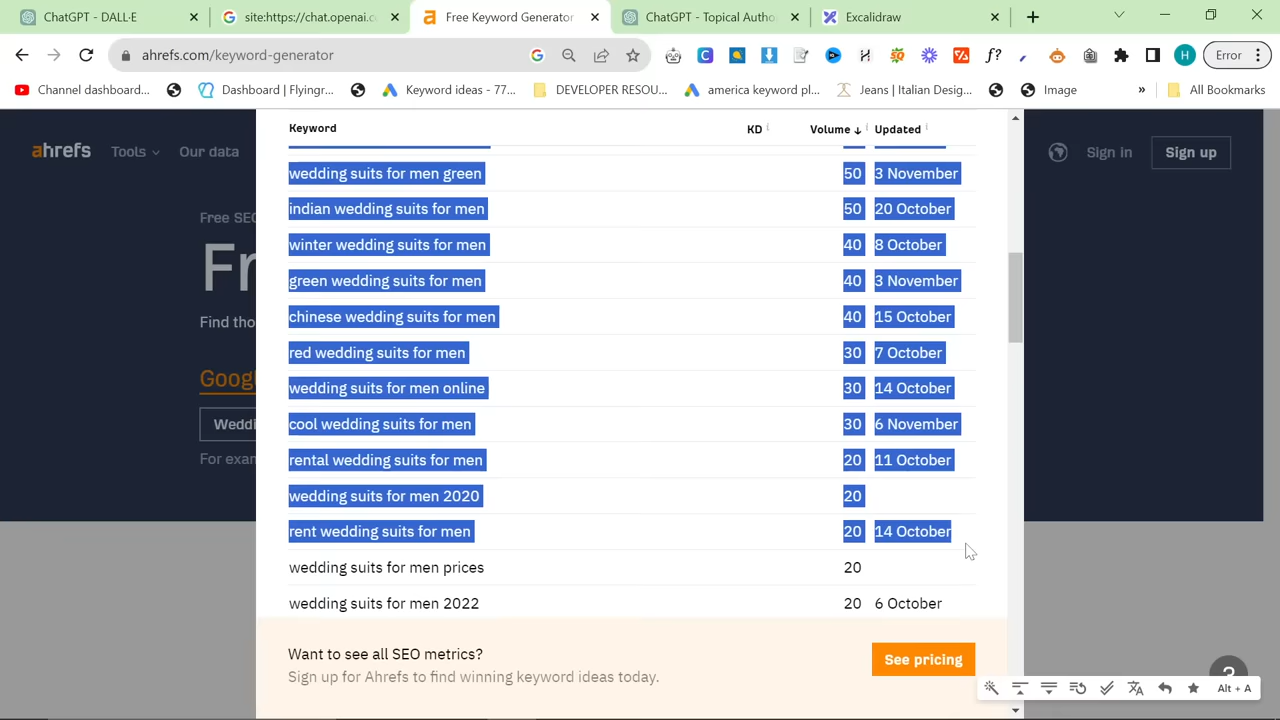 ChatGPT - DALL·E
site:https://chat.openai.c
Free Keyword Generator
ChatGPT - Topical Autho
Excalidraw
ahrefs.com/keyword-generator
Error
Channel dashboard...
Dashboard | Flyingr...
Keyword ideas - 77...
DEVELOPER RESOU...
america keyword pl...
Jeans | Italian Desig...
Image
»
All Bookmarks
ahrefs
Tools
Our data
Sign in
Sign up
Free SEO
Fr
Find tho
Goog
Weddi
For exan
Keyword KD Volume ↓ Updated
wedding suits for men green 50 3 November
indian wedding suits for men 50 20 October
winter wedding suits for men 40 8 October
green wedding suits for men 40 3 November
chinese wedding suits for men 40 15 October
red wedding suits for men 30 7 October
wedding suits for men online 30 14 October
cool wedding suits for men 30 6 November
rental wedding suits for men 20 11 October
wedding suits for men 2020 20
rent wedding suits for men 20 14 October
wedding suits for men prices 20
wedding suits for men 2022 20 6 October
Want to see all SEO metrics?
Sign up for Ahrefs to find winning keyword ideas today.
See pricing
Alt + A